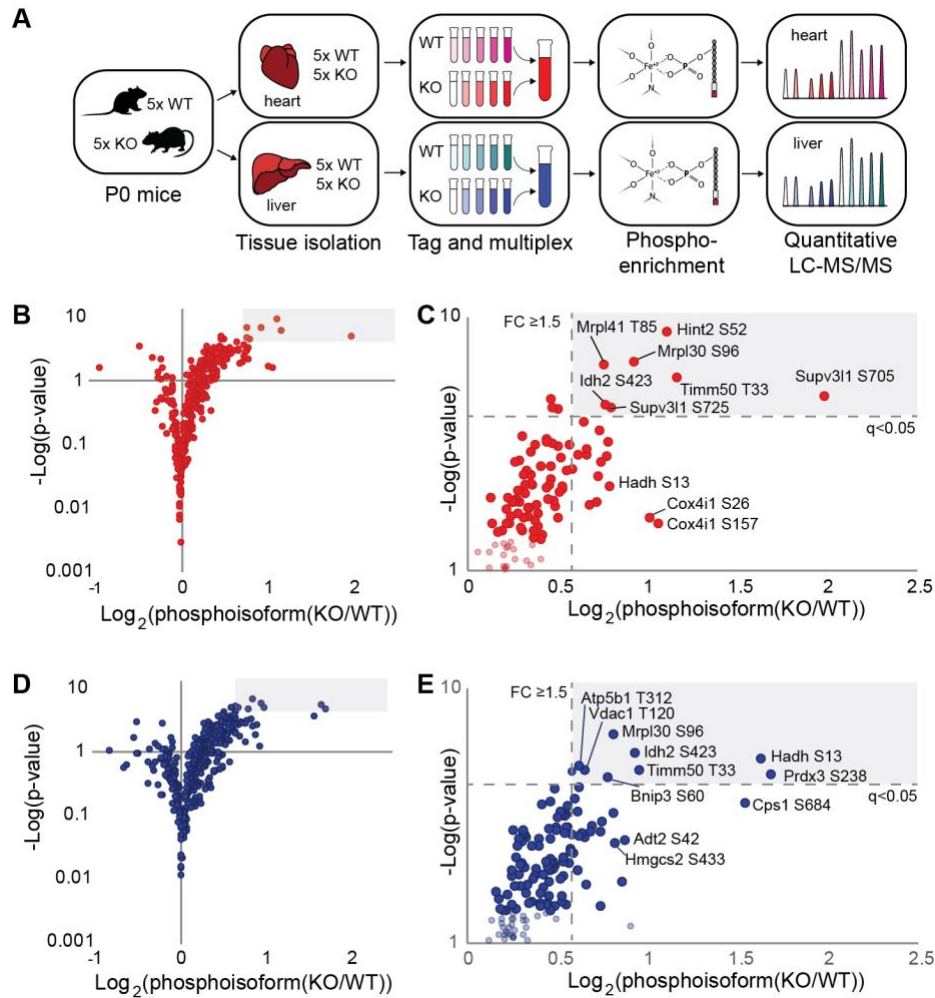 A
P0 mice
5x WT
5x KO
heart
5x WT
5x KO
liver
5x WT
5x KO
Tissue isolation
WT
KO
WT
KO
Tag and multiplex
Fe+3
O
O
O
O
N
O
O
P
O
Fe+3
O
O
O
O
N
O
O
P
O
Phospho-
enrichment
heart
liver
Quantitative
LC-MS/MS
B
10
1
0.1
0.01
0.001
-1
0
1
2
-Log(p-value)
Log2(phosphoisoform(KO/WT))
C
10
1
FC ≥1.5
Mrpl41 T85
Hint2 S52
Mrpl30 S96
Idh2 S423
Timm50 T33
Supv3l1 S705
Supv3l1 S725
q<0.05
Hadh S13
Cox4i1 S26
Cox4i1 S157
0
0.5
1
1.5
2
2.5
-Log(p-value)
Log2(phosphoisoform(KO/WT))
D
10
1
0.1
0.01
0.001
-1
0
1
2
-Log(p-value)
Log2(phosphoisoform(KO/WT))
E
10
1
FC ≥1.5
Atp5b1 T312
Vdac1 T120
Mrpl30 S96
Idh2 S423
Hadh S13
Timm50 T33
Prdx3 S238
Bnip3 S60
q<0.05
Cps1 S684
Adt2 S42
Hmgcs2 S433
0
0.5
1
1.5
2
2.5
-Log(p-value)
Log2(phosphoisoform(KO/WT))